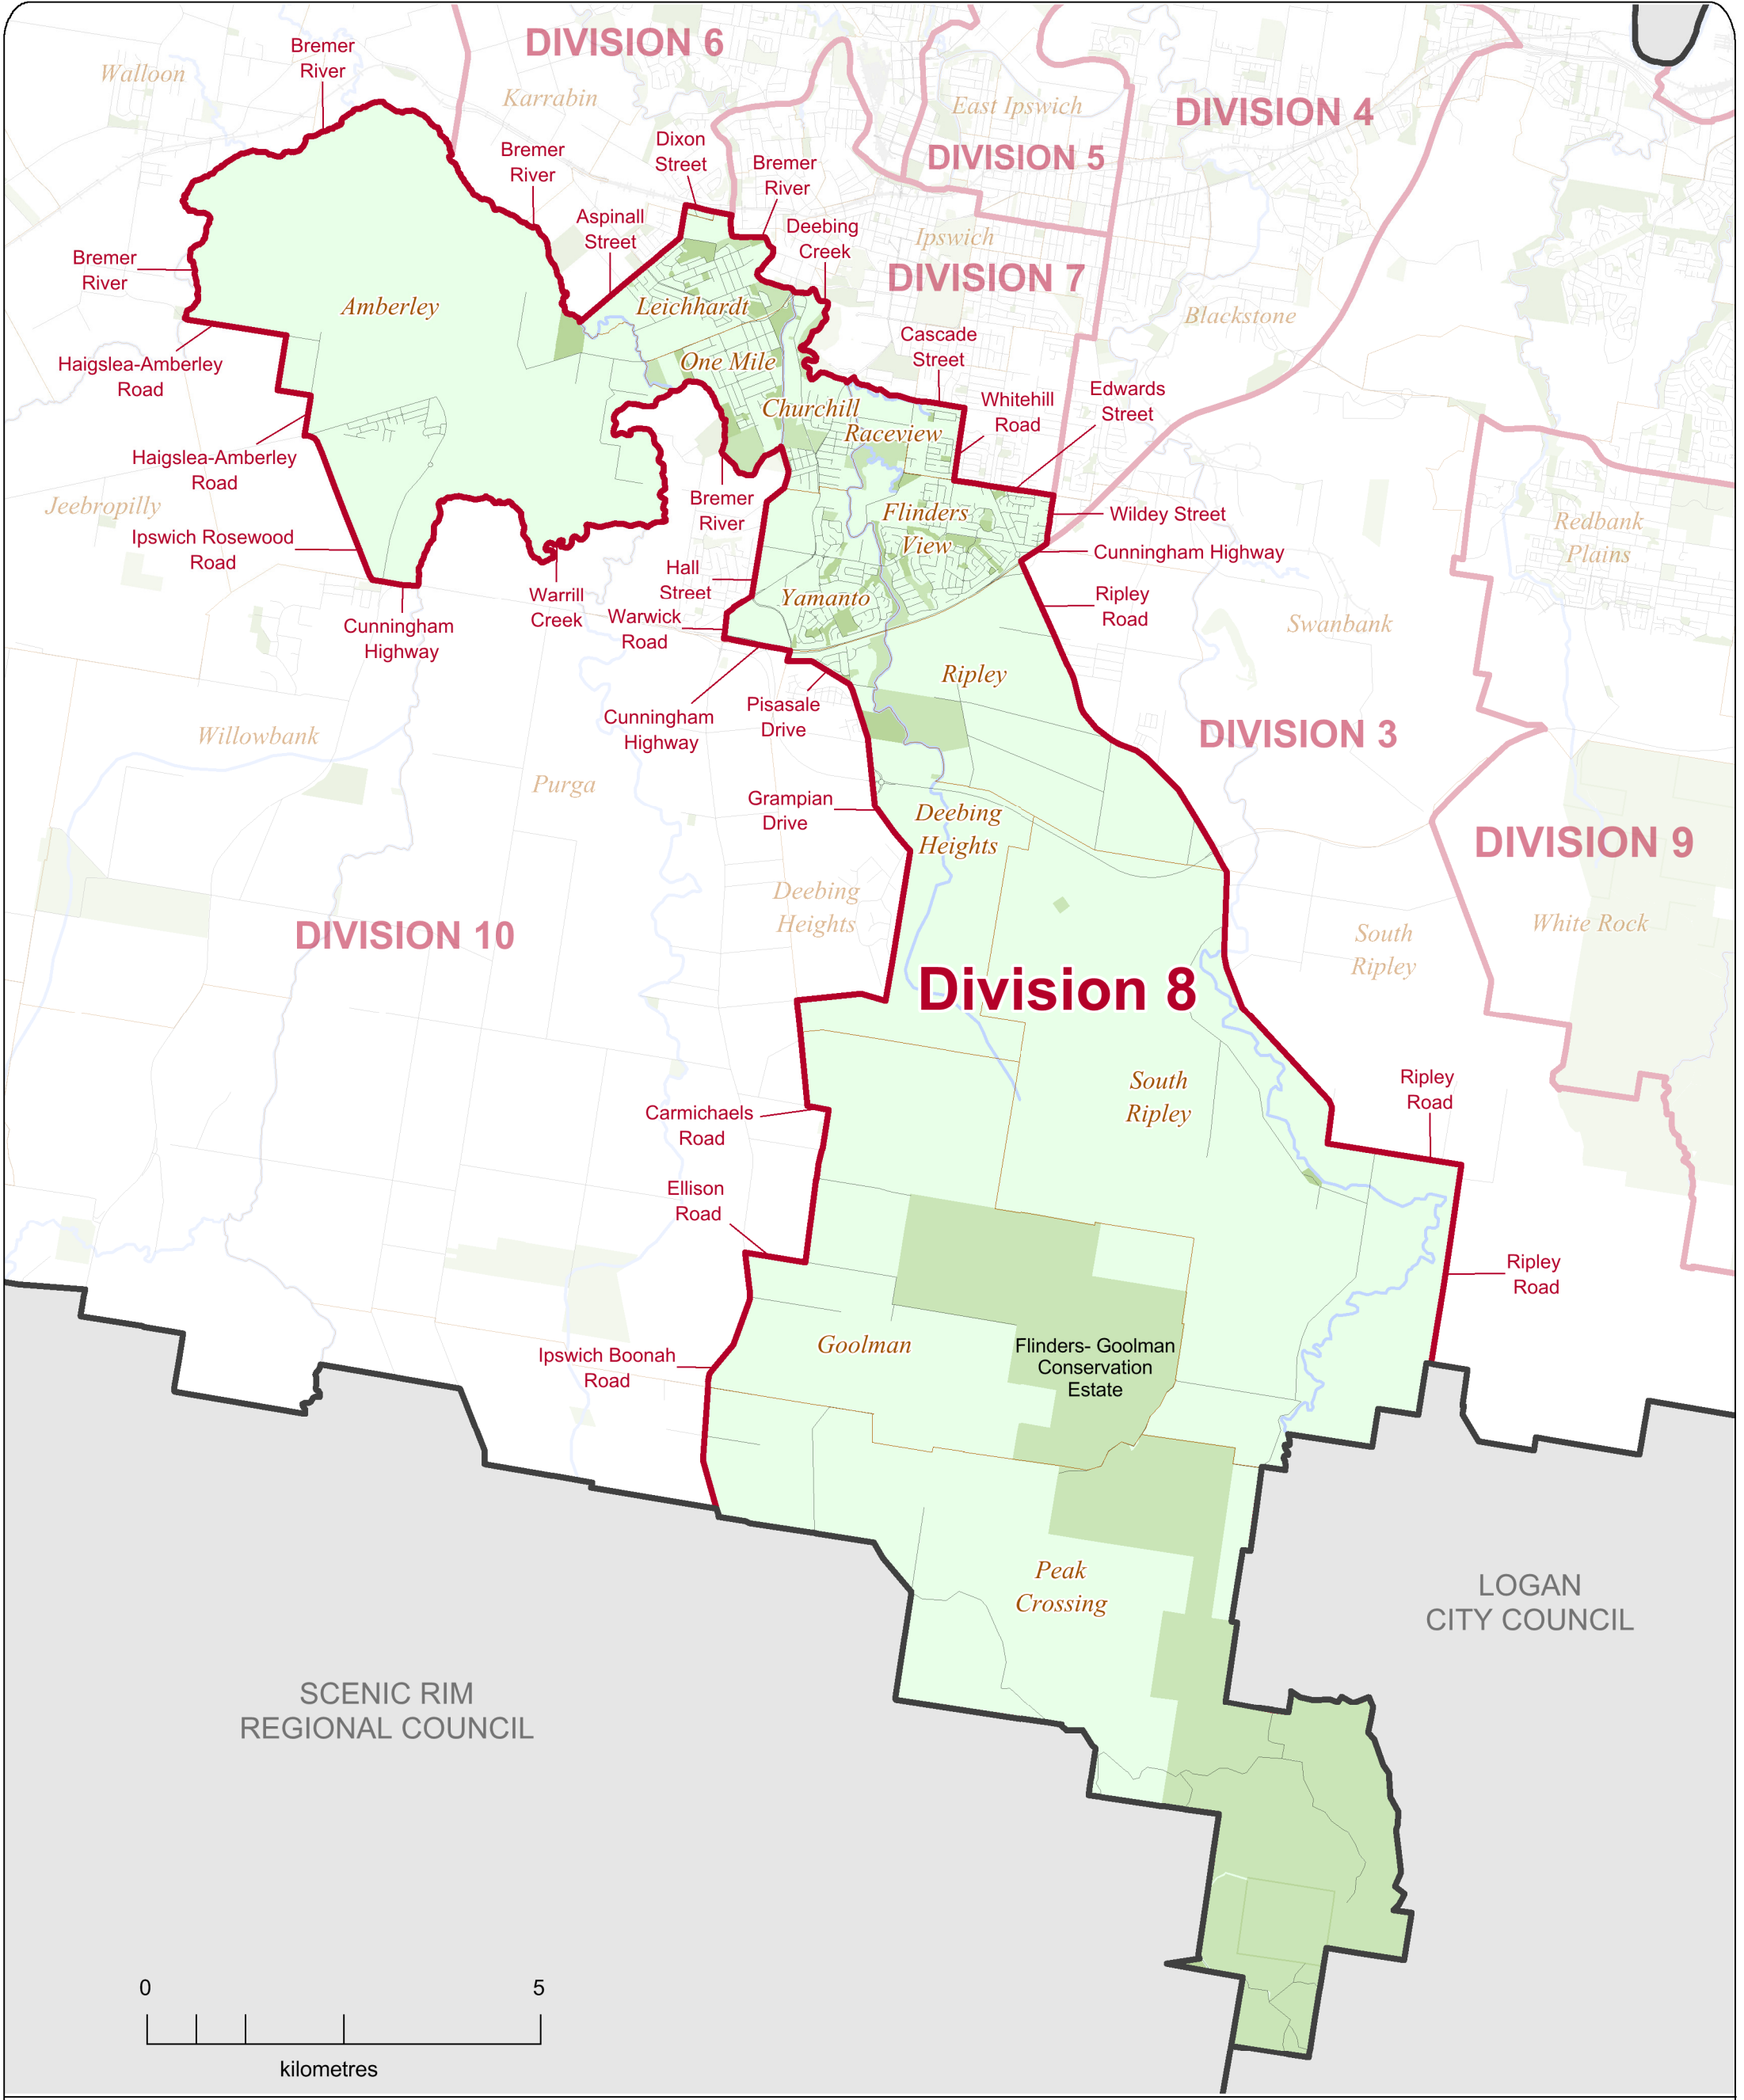 DIVISION 6
Bremer
River
Walloon
Karrabin
East Ipswich
DIVISION 4
Dixon
Street
Bremer
River
Bremer
River
DIVISION 5
Aspinall
Street
Deebing
Creek
Ipswich
Bremer
River
DIVISION 7
Amberley
Leichhardt
Blackstone
Haigslea-Amberley
Road
One Mile
Cascade
Street
Edwards
Street
Churchill
Whitehill
Road
Raceview
Haigslea-Amberley
Road
Jeebropilly
Bremer
River
Flinders
View
Wildey Street
Redbank
Plains
Ipswich Rosewood
Road
Cunningham Highway
Hall
Street
Warrill
Creek
Yamanto
Ripley
Road
Warwick
Road
Swanbank
Cunningham
Highway
Ripley
Pisasale
Drive
Cunningham
Highway
Willowbank
DIVISION 3
Purga
Grampian
Drive
Deebing
Heights
DIVISION 9
Deebing
Heights
DIVISION 10
South
Ripley
White Rock
Division 8
South
Ripley
Ripley
Road
Carmichaels
Road
Ellison
Road
Ripley
Road
Goolman
Flinders- Goolman
Conservation
Estate
Ipswich Boonah
Road
Peak
Crossing
LOGAN
CITY COUNCIL
SCENIC RIM
REGIONAL COUNCIL
0 5
kilometres